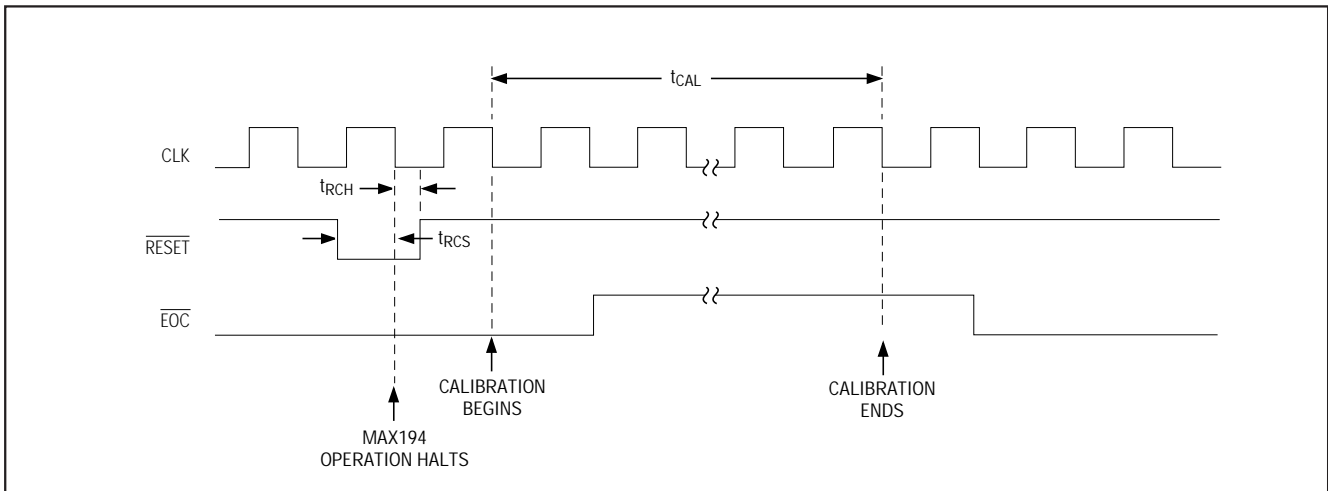 tCAL
CLK
tRCH
RESET
tRCS
EOC
CALIBRATION
BEGINS
CALIBRATION
ENDS
MAX194
OPERATION HALTS